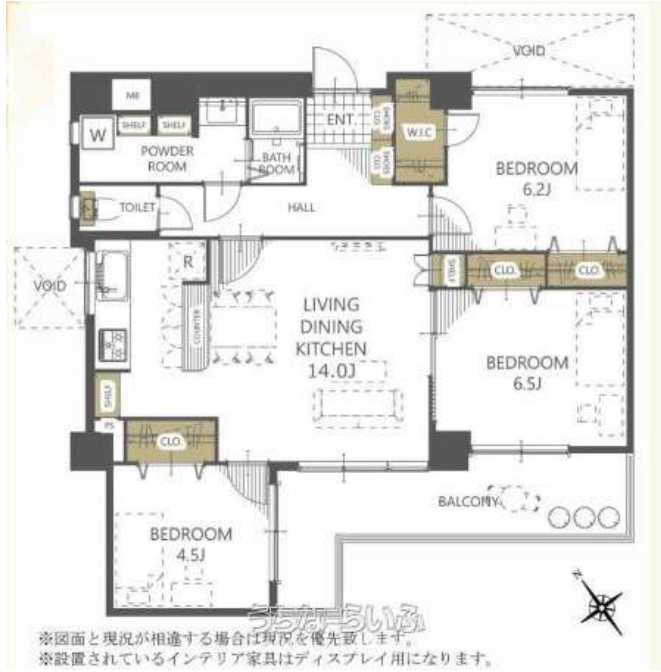 VOID
MB
SHELF
SHELF
W
POWDER
ROOM
BATH
ROOM
ENT.
SHOES
CLO.
SHOES
CLO.
W.I.C
BEDROOM
6.2J
TOILET
HALL
VOID
R
COUNTER
LIVING
DINING
KITCHEN
14.0J
SHELF
CLO.
CLO.
BEDROOM
6.5J
SHELF
PS
CLO.
BEDROOM
4.5J
BALCONY
N
うちなーらいふ
※図面と現況が相違する場合は現況を優先致します。
※設置されているインテリア家具はディスプレイ用になります。